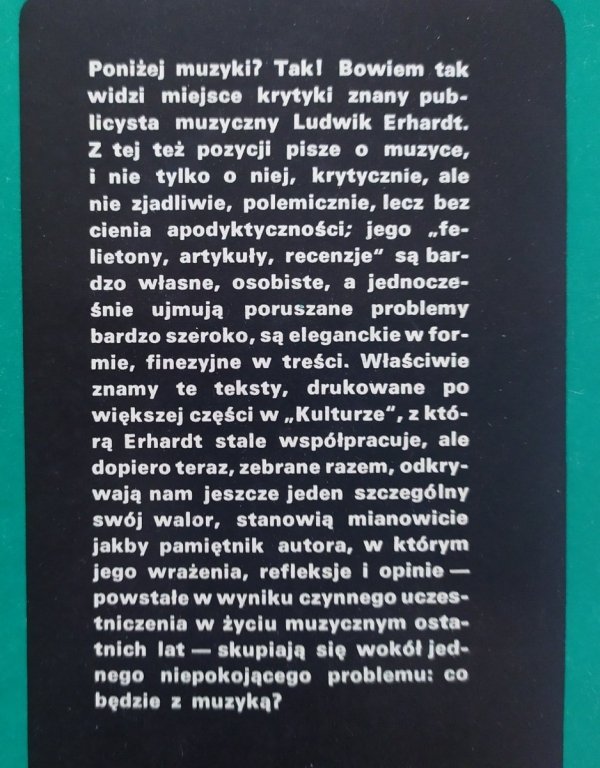 Poniżej muzyki? Tak! Bowiem tak
widzi miejsce krytyki znany pub-
licysta muzyczny Ludwik Erhardt.
Z tej też pozycji pisze o muzyce,
i nie tylko o niej, krytycznie, ale
nie zjadliwie, polemicznie, lecz bez
cienia apodyktyczności; jego „fe-
lietony, artykuły, recenzje" są bar-
dzo własne, osobiste, a jednocze-
śnie ujmują poruszane problemy
bardzo szeroko, są eleganckie w for-
mie, finezyjne w treści. Właściwie
znamy te teksty, drukowane po
większej części w „Kulturze", z któ-
rą Erhardt stale współpracuje, ale
dopiero teraz, zebrane razem, odkry-
wają nam jeszcze jeden szczególny
swój walor, stanowią mianowicie
jakby pamiętnik autora, w którym
jego wrażenia, refleksje i opinie —
powstałe w wyniku czynnego uczes-
tniczenia w życiu muzycznym osta-
tnich lat — skupiają się wokół jed-
nego niepokojącego problemu: co
będzie z muzyką?